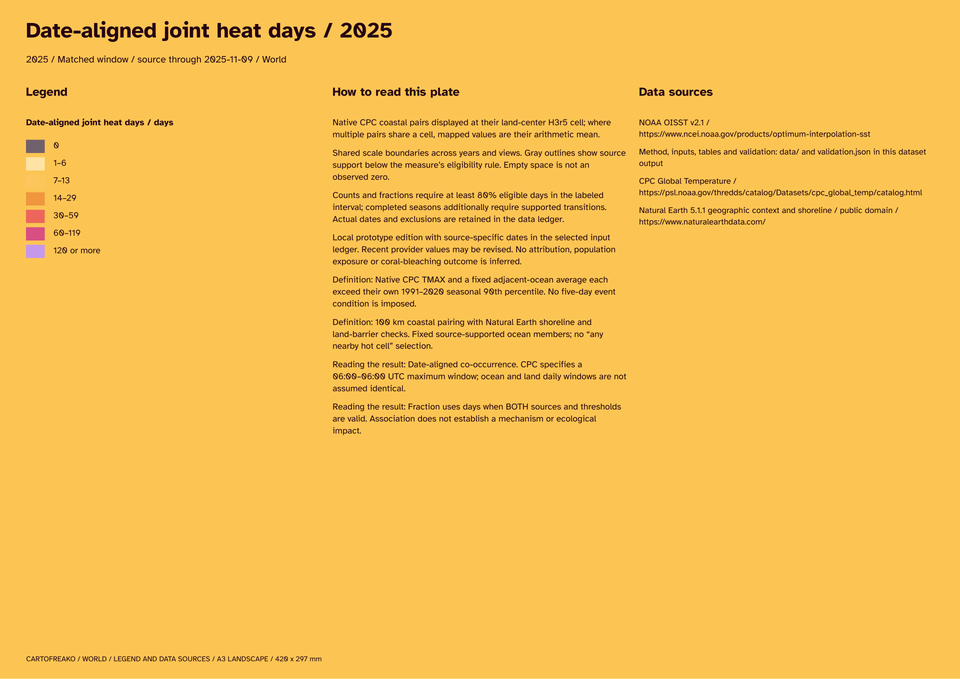 Date-aligned joint heat days / 2025
2025 / Matched window / source through 2025-11-09 / World
Legend
Date-aligned joint heat days / days
0
1–6
7–13
14–29
30–59
60–119
120 or more
How to read this plate
Native CPC coastal pairs displayed at their land-center H3r5 cell; where
multiple pairs share a cell, mapped values are their arithmetic mean.
Shared scale boundaries across years and views. Gray outlines show source
support below the measure's eligibility rule. Empty space is not an
observed zero.
Counts and fractions require at least 80% eligible days in the labeled
interval; completed seasons additionally require supported transitions.
Actual dates and exclusions are retained in the data ledger.
Local prototype edition with source-specific dates in the selected input
ledger. Recent provider values may be revised. No attribution, population
exposure or coral-bleaching outcome is inferred.
Definition: Native CPC TMAX and a fixed adjacent-ocean average each
exceed their own 1991–2020 seasonal 90th percentile. No five-day event
condition is imposed.
Definition: 100 km coastal pairing with Natural Earth shoreline and
land-barrier checks. Fixed source-supported ocean members; no “any
nearby hot cell” selection.
Reading the result: Date-aligned co-occurrence. CPC specifies a
06:00–06:00 UTC maximum window; ocean and land daily windows are not
assumed identical.
Reading the result: Fraction uses days when BOTH sources and thresholds
are valid. Association does not establish a mechanism or ecological
impact.
Data sources
NOAA OISST v2.1 /
https://www.ncei.noaa.gov/products/optimum-interpolation-sst
Method, inputs, tables and validation: data/ and validation.json in this dataset
output
CPC Global Temperature /
https://psl.noaa.gov/thredds/catalog/Datasets/cpc_global_temp/catalog.html
Natural Earth 5.1.1 geographic context and shoreline / public domain /
https://www.naturalearthdata.com/
CARTOFREAKO / WORLD / LEGEND AND DATA SOURCES / A3 LANDSCAPE / 420 x 297 mm